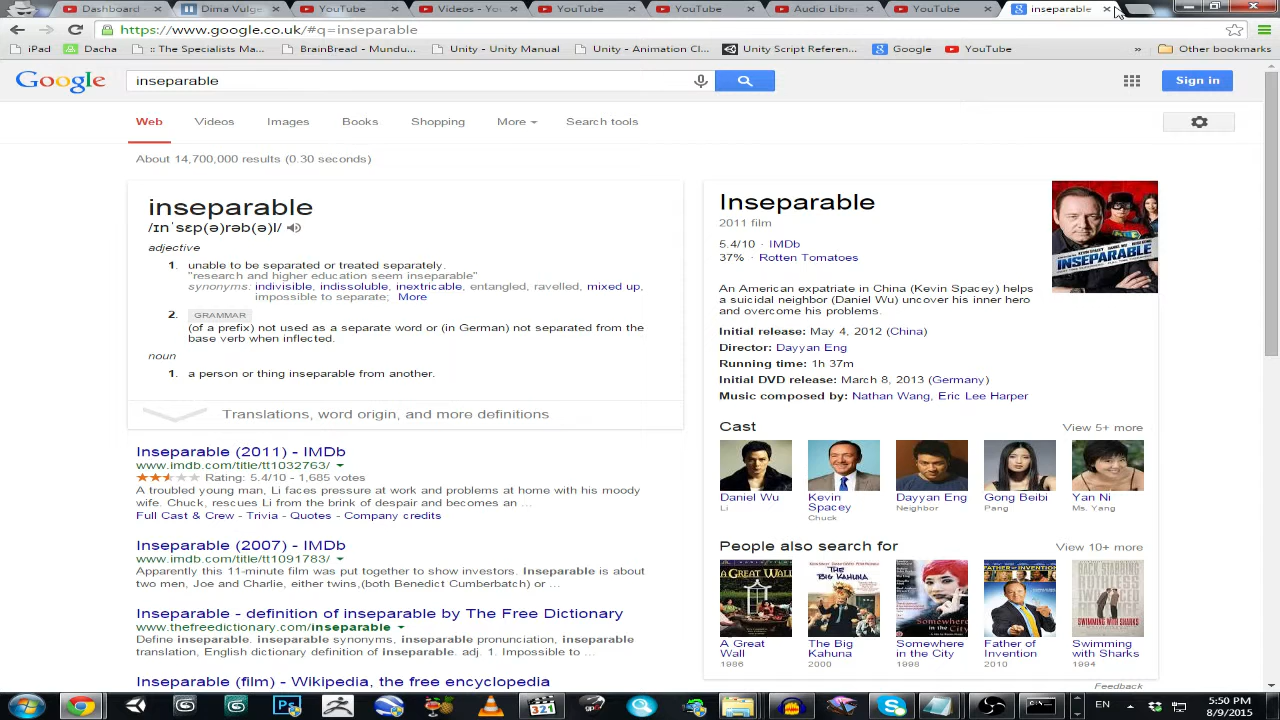 Dashboard
Dima Vulge
YouTube
Videos - Yo
YouTube
YouTube
Audio Librar
YouTube
inseparable
https://www.google.co.uk/#q=inseparable
iPad
Dacha
:: The Specialists Ma...
BrainBread - Mundu...
Unity - Unity Manual
Unity - Animation Cl...
UnityScript Referen...
Google
YouTube
»
Other bookmarks
Google
inseparable
Sign in
Web
Videos
Images
Books
Shopping
More
Search tools
About 14,700,000 results (0.30 seconds)
inseparable
/ɪnˈsɛp(ə)rəb(ə)l/
adjective
1. unable to be separated or treated separately.
"research and higher education seem inseparable"
synonyms: indivisible, indissoluble, inextricable, entangled, ravelled, mixed up,
impossible to separate; More
2. GRAMMAR
(of a prefix) not used as a separate word or (in German) not separated from the
base verb when inflected.
noun
1. a person or thing inseparable from another.
Translations, word origin, and more definitions
Inseparable (2011) - IMDb
www.imdb.com/title/tt1032763/
Rating: 5.4/10 - 1,685 votes
A troubled young man, Li faces pressure at work and problems at home with his moody
wife. Chuck, rescues Li from the brink of despair and becomes an ...
Full Cast & Crew - Trivia - Quotes - Company credits
Inseparable (2007) - IMDb
www.imdb.com/title/tt1091783/
Apparently this 11-minute film was put together to show investors. Inseparable is about
two men, Joe and Charlie, either two (both Benedict Cumberbatch) or ...
Inseparable - definition of inseparable by The Free Dictionary
www.thefreedictionary.com/inseparable
Define inseparable. inseparable synonyms, inseparable pronunciation, inseparable
translation, English dictionary definition of inseparable. adj. 1. Impossible to ...
Inseparable (film) - Wikipedia, the free encyclopedia
Inseparable
2011 film
5.4/10 · IMDb
37% · Rotten Tomatoes
An American expatriate in China (Kevin Spacey) helps
a suicidal neighbor (Daniel Wu) uncover his inner hero
and overcome his problems.
Initial release: May 4, 2012 (China)
Director: Dayyan Eng
Running time: 1h 37m
Initial DVD release: March 8, 2013 (Germany)
Music composed by: Nathan Wang, Eric Lee Harper
INSEPARABLE
Cast
View 5+ more
Daniel Wu
Li
Kevin Spacey
Chuck
Dayyan Eng
Neighbor
Gong Beibi
Pang
Yan Ni
Ms. Yang
People also search for
View 10+ more
A Great Wall
1986
The Big Kahuna
2000
Somewhere in the City
1998
Father of Invention
2010
Swimming with Sharks
1994
Feedback
321
EN
5:50 PM
8/9/2015